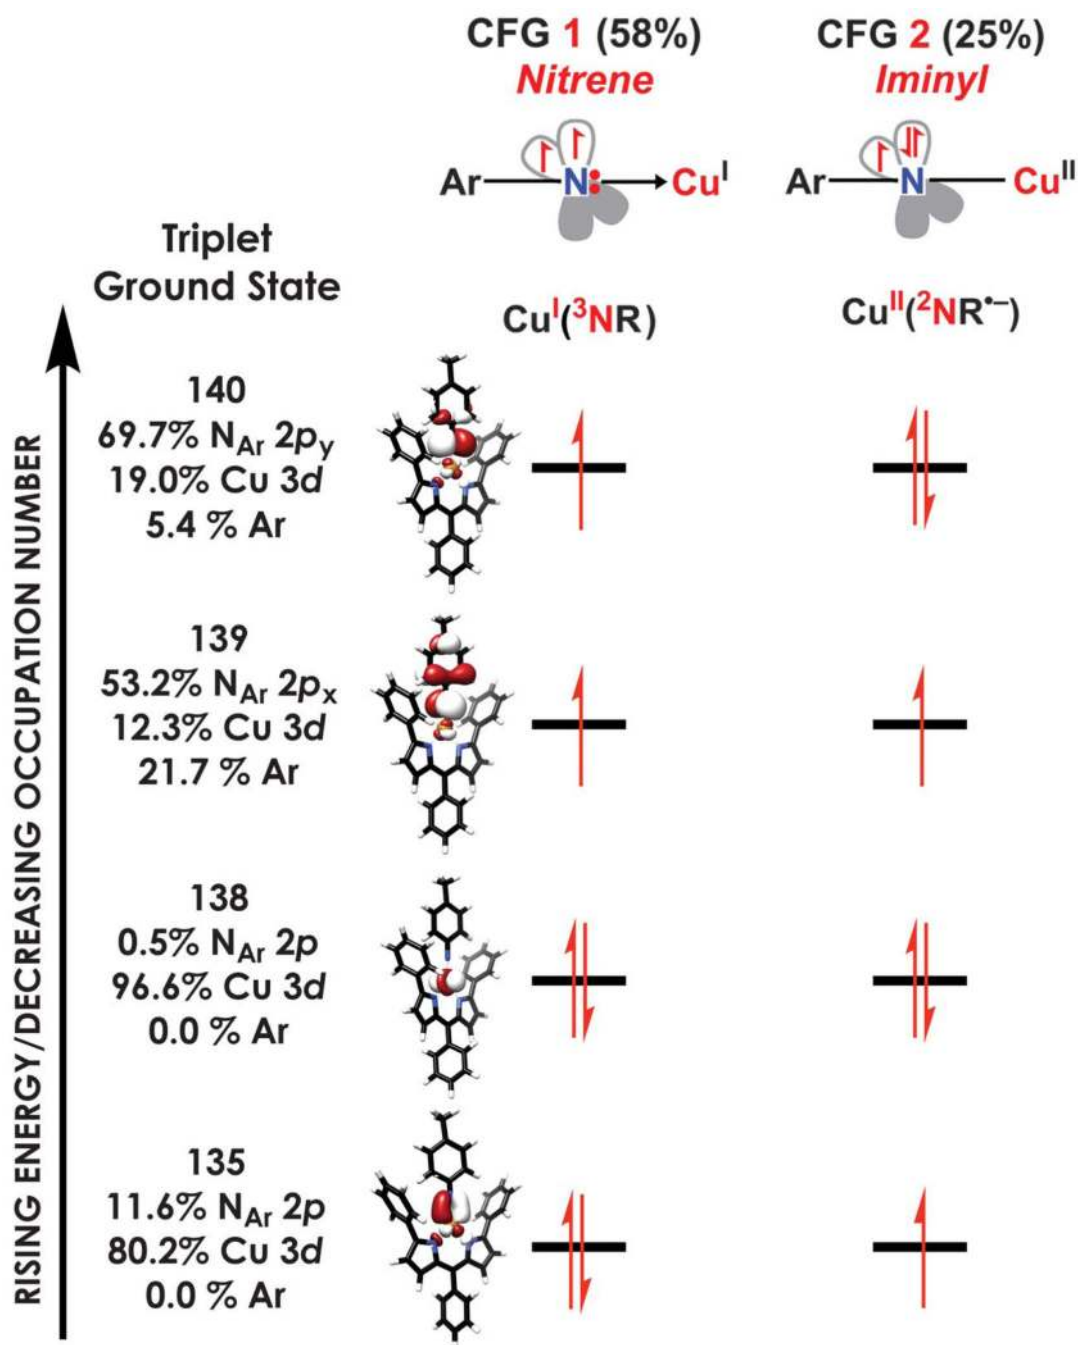 CFG 1 (58%)
Nitrene
CFG 2 (25%)
Iminyl
Ar N: Cu^I
Ar N Cu^II
Triplet
Ground State
Cu^I(^3NR)
Cu^II(^2NR^•–)
RISING ENERGY/DECREASING OCCUPATION NUMBER
140
69.7% N_Ar 2p_y
19.0% Cu 3d
5.4 % Ar
139
53.2% N_Ar 2p_x
12.3% Cu 3d
21.7 % Ar
138
0.5% N_Ar 2p
96.6% Cu 3d
0.0 % Ar
135
11.6% N_Ar 2p
80.2% Cu 3d
0.0 % Ar